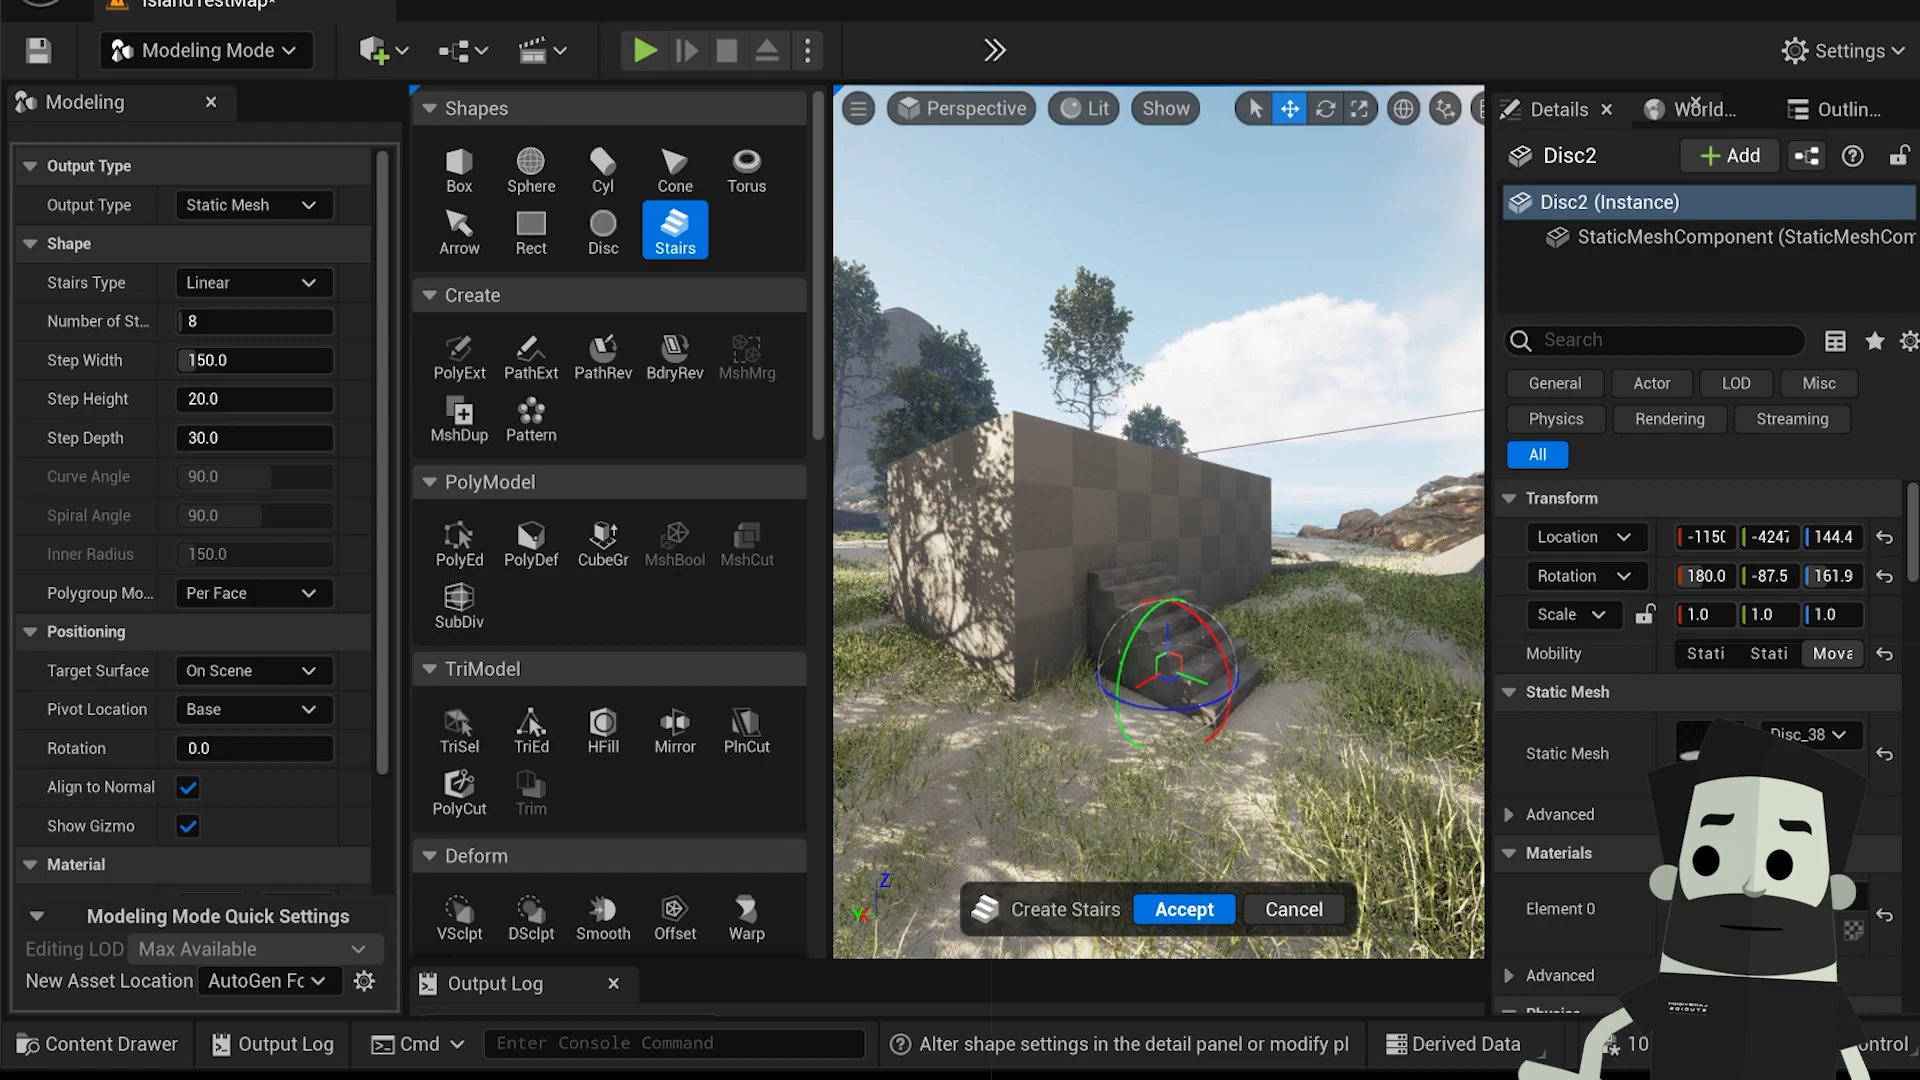 IslandTestMap*
Modeling Mode
Settings
Modeling
Output Type
Output Type
Static Mesh
Shape
Stairs Type
Linear
Number of St...
8
Step Width
150.0
Step Height
20.0
Step Depth
30.0
Curve Angle
90.0
Spiral Angle
90.0
Inner Radius
150.0
Polygroup Mo...
Per Face
Positioning
Target Surface
On Scene
Pivot Location
Base
Rotation
0.0
Align to Normal
Show Gizmo
Material
Modeling Mode Quick Settings
Editing LOD
Max Available
New Asset Location
AutoGen Fc
Shapes
Box
Sphere
Cyl
Cone
Torus
Arrow
Rect
Disc
Stairs
Create
PolyExt
PathExt
PathRev
BdryRev
MshMrg
MshDup
Pattern
PolyModel
PolyEd
PolyDef
CubeGr
MshBool
MshCut
SubDiv
TriModel
TriSel
TriEd
HFill
Mirror
PlnCut
PolyCut
Trim
Deform
VSclpt
DSclpt
Smooth
Offset
Warp
Output Log
Perspective
Lit
Show
Z
Y
Create Stairs
Accept
Cancel
Details
World...
Outlin...
Disc2
Add
Disc2 (Instance)
StaticMeshComponent (StaticMeshCom
Search
General
Actor
LOD
Misc
Physics
Rendering
Streaming
All
Transform
Location
-1150
-4247
144.4
Rotation
180.0
-87.5
161.9
Scale
1.0
1.0
1.0
Mobility
Stati
Stati
Mova
Static Mesh
Static Mesh
Disc_38
Advanced
Materials
Element 0
Advanced
Physics
Content Drawer
Output Log
Cmd
Enter Console Command
Alter shape settings in the detail panel or modify pl
Derived Data
10
ontrol